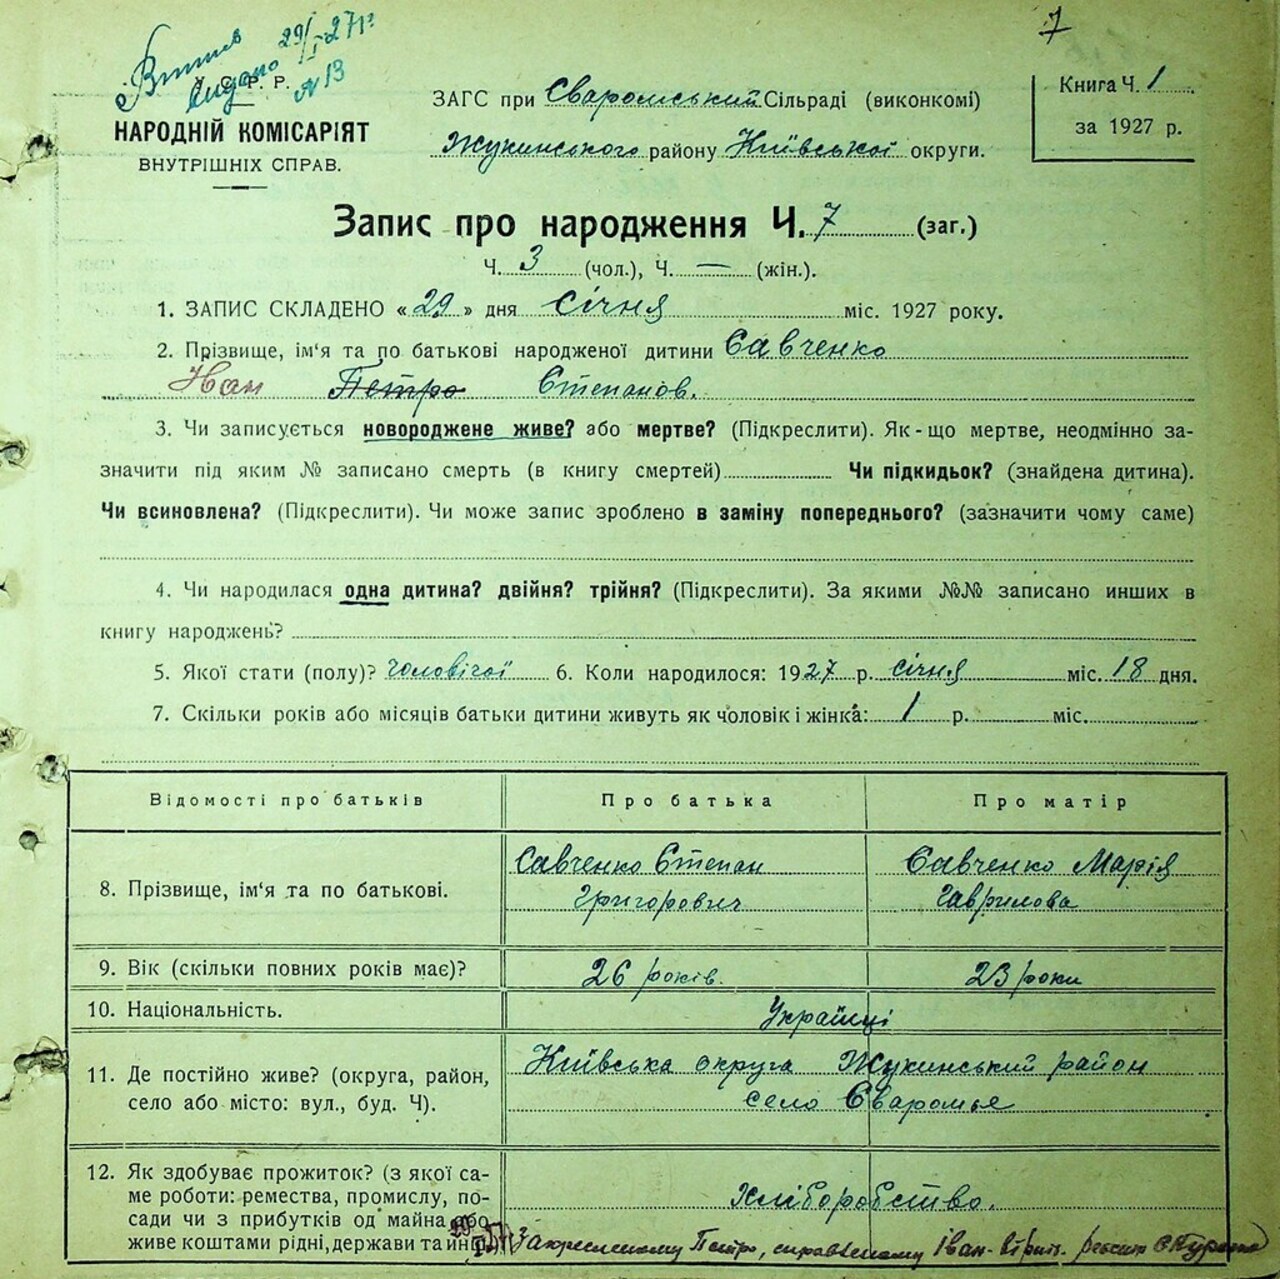 Витяг
видано 29/I-27 р.
N 13
У. С. Р. Р.
НАРОДНІЙ КОМІСАРІЯТ
ВНУТРІШНІХ СПРАВ.
7
ЗАГС при Сваромський Сільраді (виконкомі)
Жукинського району Київської округи.
Книга Ч. 1
за 1927 р.
Запис про народження Ч. 7 (заг.)
Ч. 3 (чол.), Ч. — (жін.).
1. ЗАПИС СКЛАДЕНО «29» дня січня міс. 1927 року.
2. Прізвище, ім'я та по батькові народженої дитини Савченко
Иван Петро Степанов.
3. Чи записується новороджене живе? або мертве? (Підкреслити). Як-що мертве, неодмінно за-
значити під яким № записано смерть (в книгу смертей) Чи підкидьок? (знайдена дитина).
Чи всиновлена? (Підкреслити). Чи може запис зроблено в заміну попереднього? (зазначити чому саме)
4. Чи народилася одна дитина? двійня? трійня? (Підкреслити). За якими №№ записано инших в
книгу народжень?
5. Якої стати (полу)? чоловічої 6. Коли народилося: 1927 р. січня міс. 18 дня.
7. Скільки років або місяців батьки дитини живуть як чоловік і жінка: 1 р. міс.
Відомості про батьків Про батька Про матір
8. Прізвище, ім'я та по батькові. Савченко Степан Григорович Савченко Марія Гаврилова
9. Вік (скільки повних років має)? 26 років. 23 роки
10. Національність. Українці
11. Де постійно живе? (округа, район, Київська округа Жукинський район
село або місто: вул., буд. Ч). село Сваромье
12. Як здобуває прожиток? (з якої са-
ме роботи: ремества, промислу, по- Хліборобство.
сади чи з прибутків од майна або
живе коштами рідні, держави та инш.
Закресленому Петро, справленому Іван-вірить.